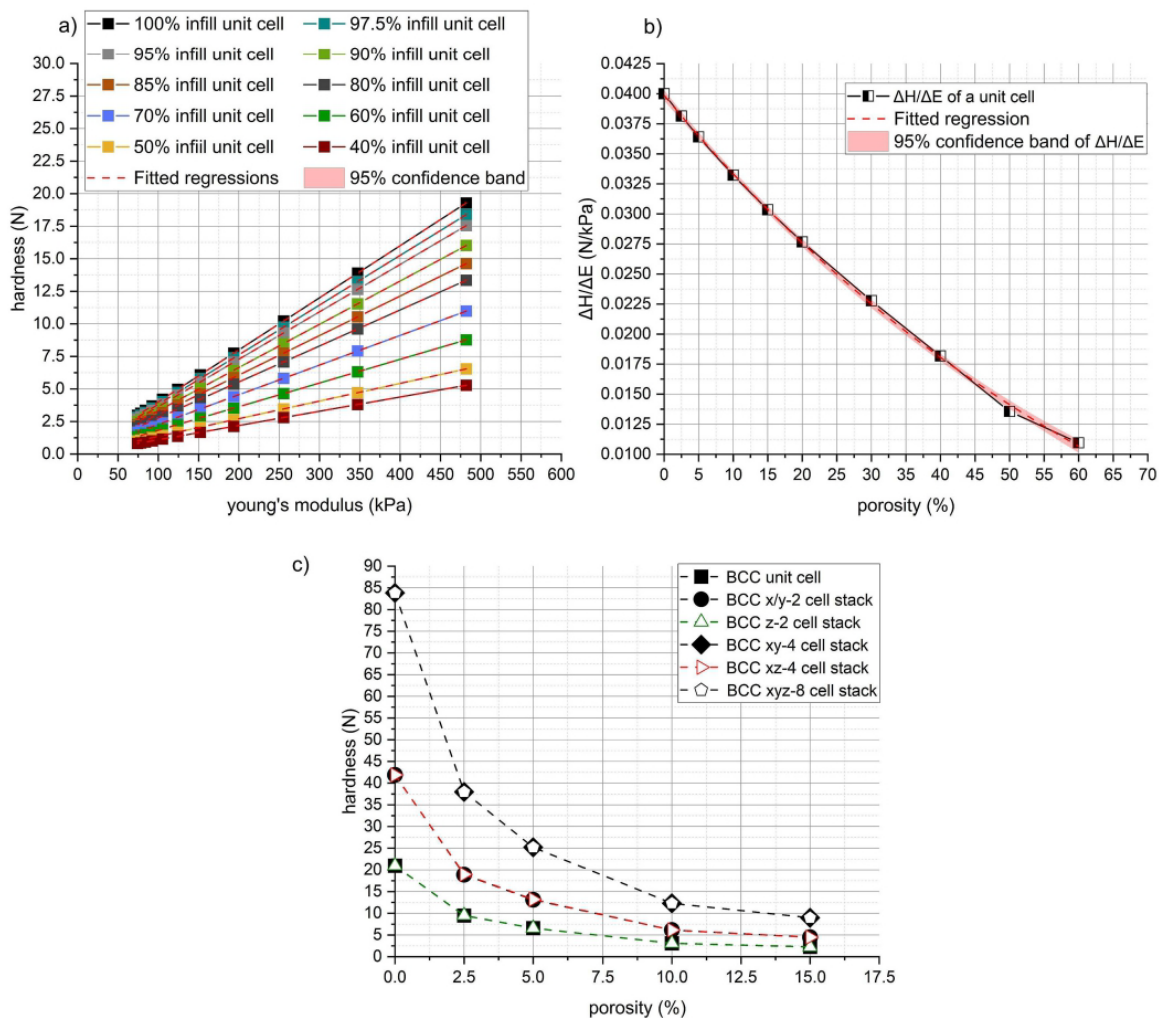 a)
100% infill unit cell
97.5% infill unit cell
95% infill unit cell
90% infill unit cell
85% infill unit cell
80% infill unit cell
70% infill unit cell
60% infill unit cell
50% infill unit cell
40% infill unit cell
Fitted regressions
95% confidence band
30.0
27.5
25.0
22.5
20.0
17.5
15.0
12.5
10.0
7.5
5.0
2.5
0.0
hardness (N)
0 50 100 150 200 250 300 350 400 450 500 550 600
young's modulus (kPa)
b)
ΔH/ΔE of a unit cell
Fitted regression
95% confidence band of ΔH/ΔE
0.0425
0.0400
0.0375
0.0350
0.0325
0.0300
0.0275
0.0250
0.0225
0.0200
0.0175
0.0150
0.0125
0.0100
ΔH/ΔE (N/kPa)
0 5 10 15 20 25 30 35 40 45 50 55 60 65 70
porosity (%)
c)
BCC unit cell
BCC x/y-2 cell stack
BCC z-2 cell stack
BCC xy-4 cell stack
BCC xz-4 cell stack
BCC xyz-8 cell stack
90
85
80
75
70
65
60
55
50
45
40
35
30
25
20
15
10
5
0
hardness (N)
0.0 2.5 5.0 7.5 10.0 12.5 15.0 17.5
porosity (%)